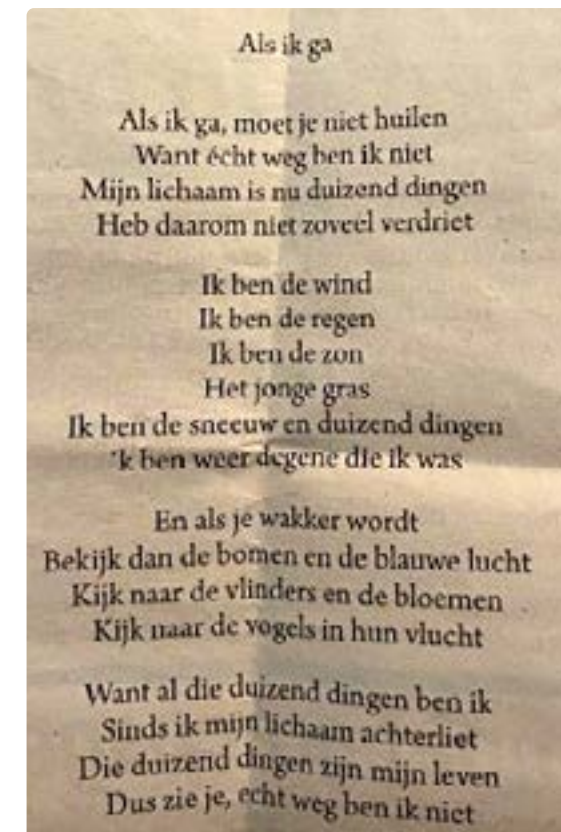 Als ik ga
Als ik ga, moet je niet huilen
Want écht weg ben ik niet
Mijn lichaam is nu duizend dingen
Heb daarom niet zoveel verdriet
Ik ben de wind
Ik ben de regen
Ik ben de zon
Het jonge gras
Ik ben de sneeuw en duizend dingen
'k ben weer degene die ik was
En als je wakker wordt
Bekijk dan de bomen en de blauwe lucht
Kijk naar de vlinders en de bloemen
Kijk naar de vogels in hun vlucht
Want al die duizend dingen ben ik
Sinds ik mijn lichaam achterliet
Die duizend dingen zijn mijn leven
Dus zie je, echt weg ben ik niet